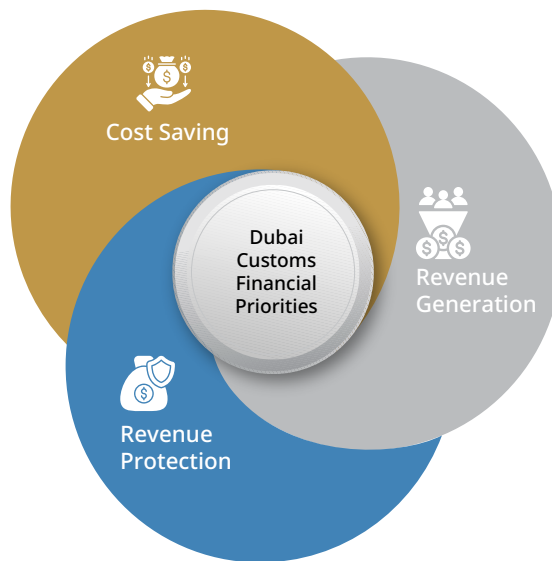 Cost Saving
Dubai
Customs
Financial
Priorities
Revenue
Generation
Revenue
Protection